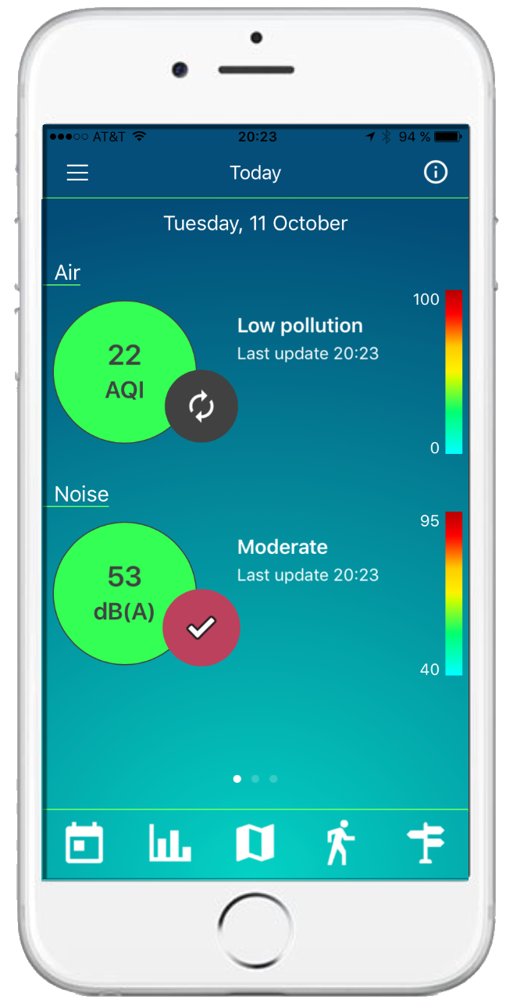 AT&T 20:23 94 %
Today
Tuesday, 11 October
Air
100
Low pollution
22
Last update 20:23
AQI
0
Noise
95
Moderate
53
Last update 20:23
dB(A)
40